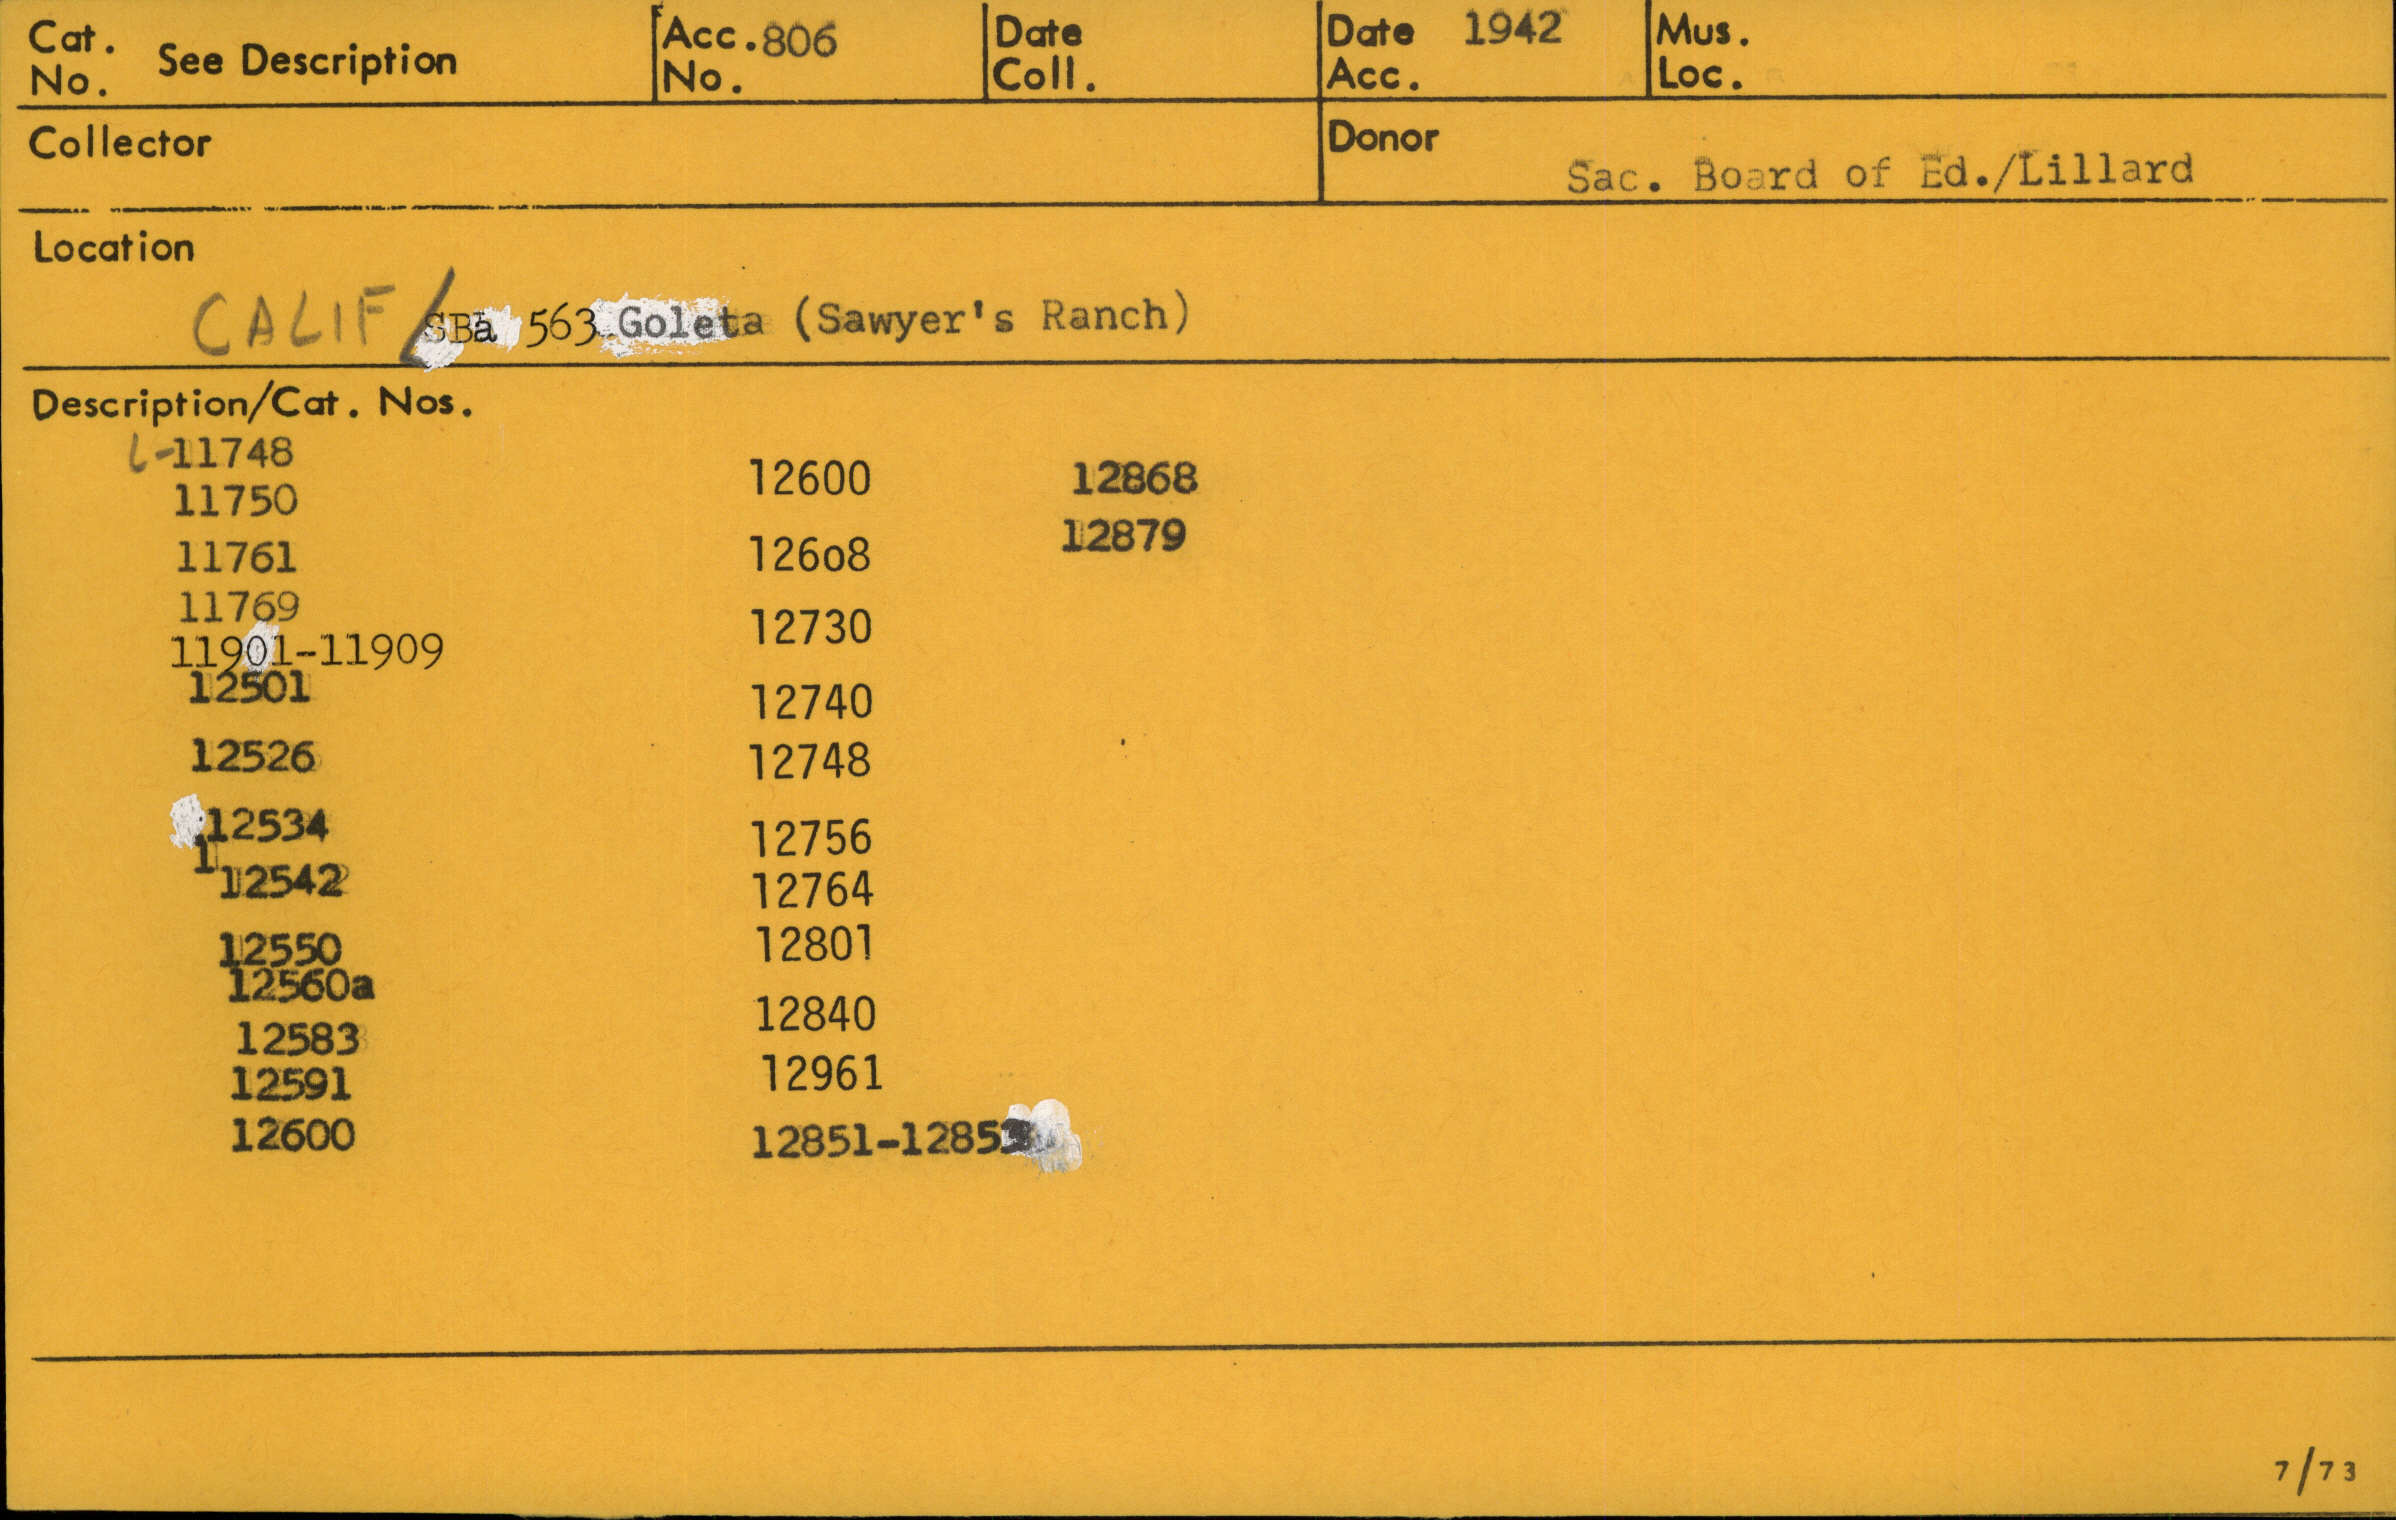 Cat. No. See Description
Acc. No. 806
Date Coll.
Date Acc. 1942
Mus. Loc.
Collector
Donor
Sac. Board of Ed./Lillard
Location
CALIF/SBa 563 Goleta (Sawyer's Ranch)
Description/Cat. Nos.
L-11748
11750
11761
11769
11901-11909
12501
12526
12534
1
12542
12550
12560a
12583
12591
12600
12600
126o8
12730
12740
12748
12756
12764
12801
12840
12961
12851-
12868
12879
7/73